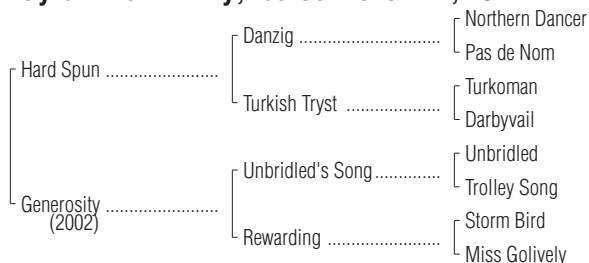 Northern Dancer
Danzig ................................
Pas de Nom
Hard Spun .........................
Turkoman
Turkish Tryst .....................
Darbyvail
Unbridled
Unbridled's Song...............
Trolley Song
Generosity .........................
(2002)
Storm Bird
Rewarding .........................
Miss Golively